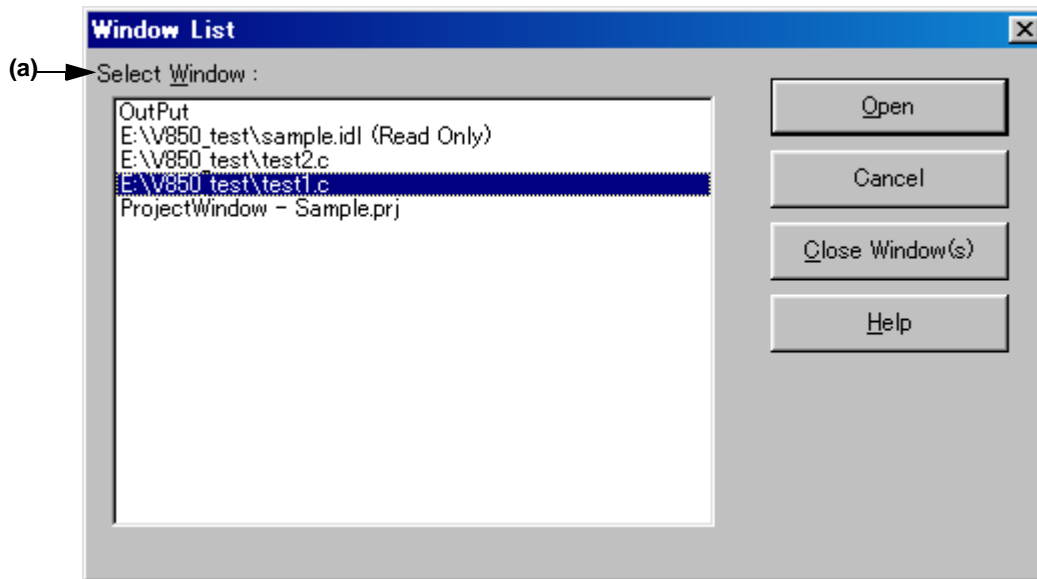 Window List
(a)
Select Window :
OutPut
E:\V850_test\sample.idl (Read Only)
E:\V850_test\test2.c
E:\V850_test\test1.c
ProjectWindow - Sample.prj
Open
Cancel
Close Window(s)
Help